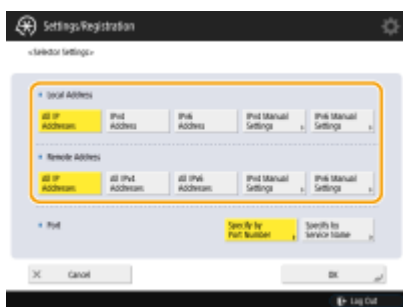 Settings/Registration
<Selector Settings>
Local Address
All IP Addresses
IPv4 Address
IPv6 Address
IPv4 Manual Settings
IPv6 Manual Settings
Remote Address
All IP Addresses
All IPv4 Addresses
All IPv6 Addresses
IPv4 Manual Settings
IPv6 Manual Settings
Port
Specify by Port Number
Specify by Service Name
Cancel
OK
Log Out